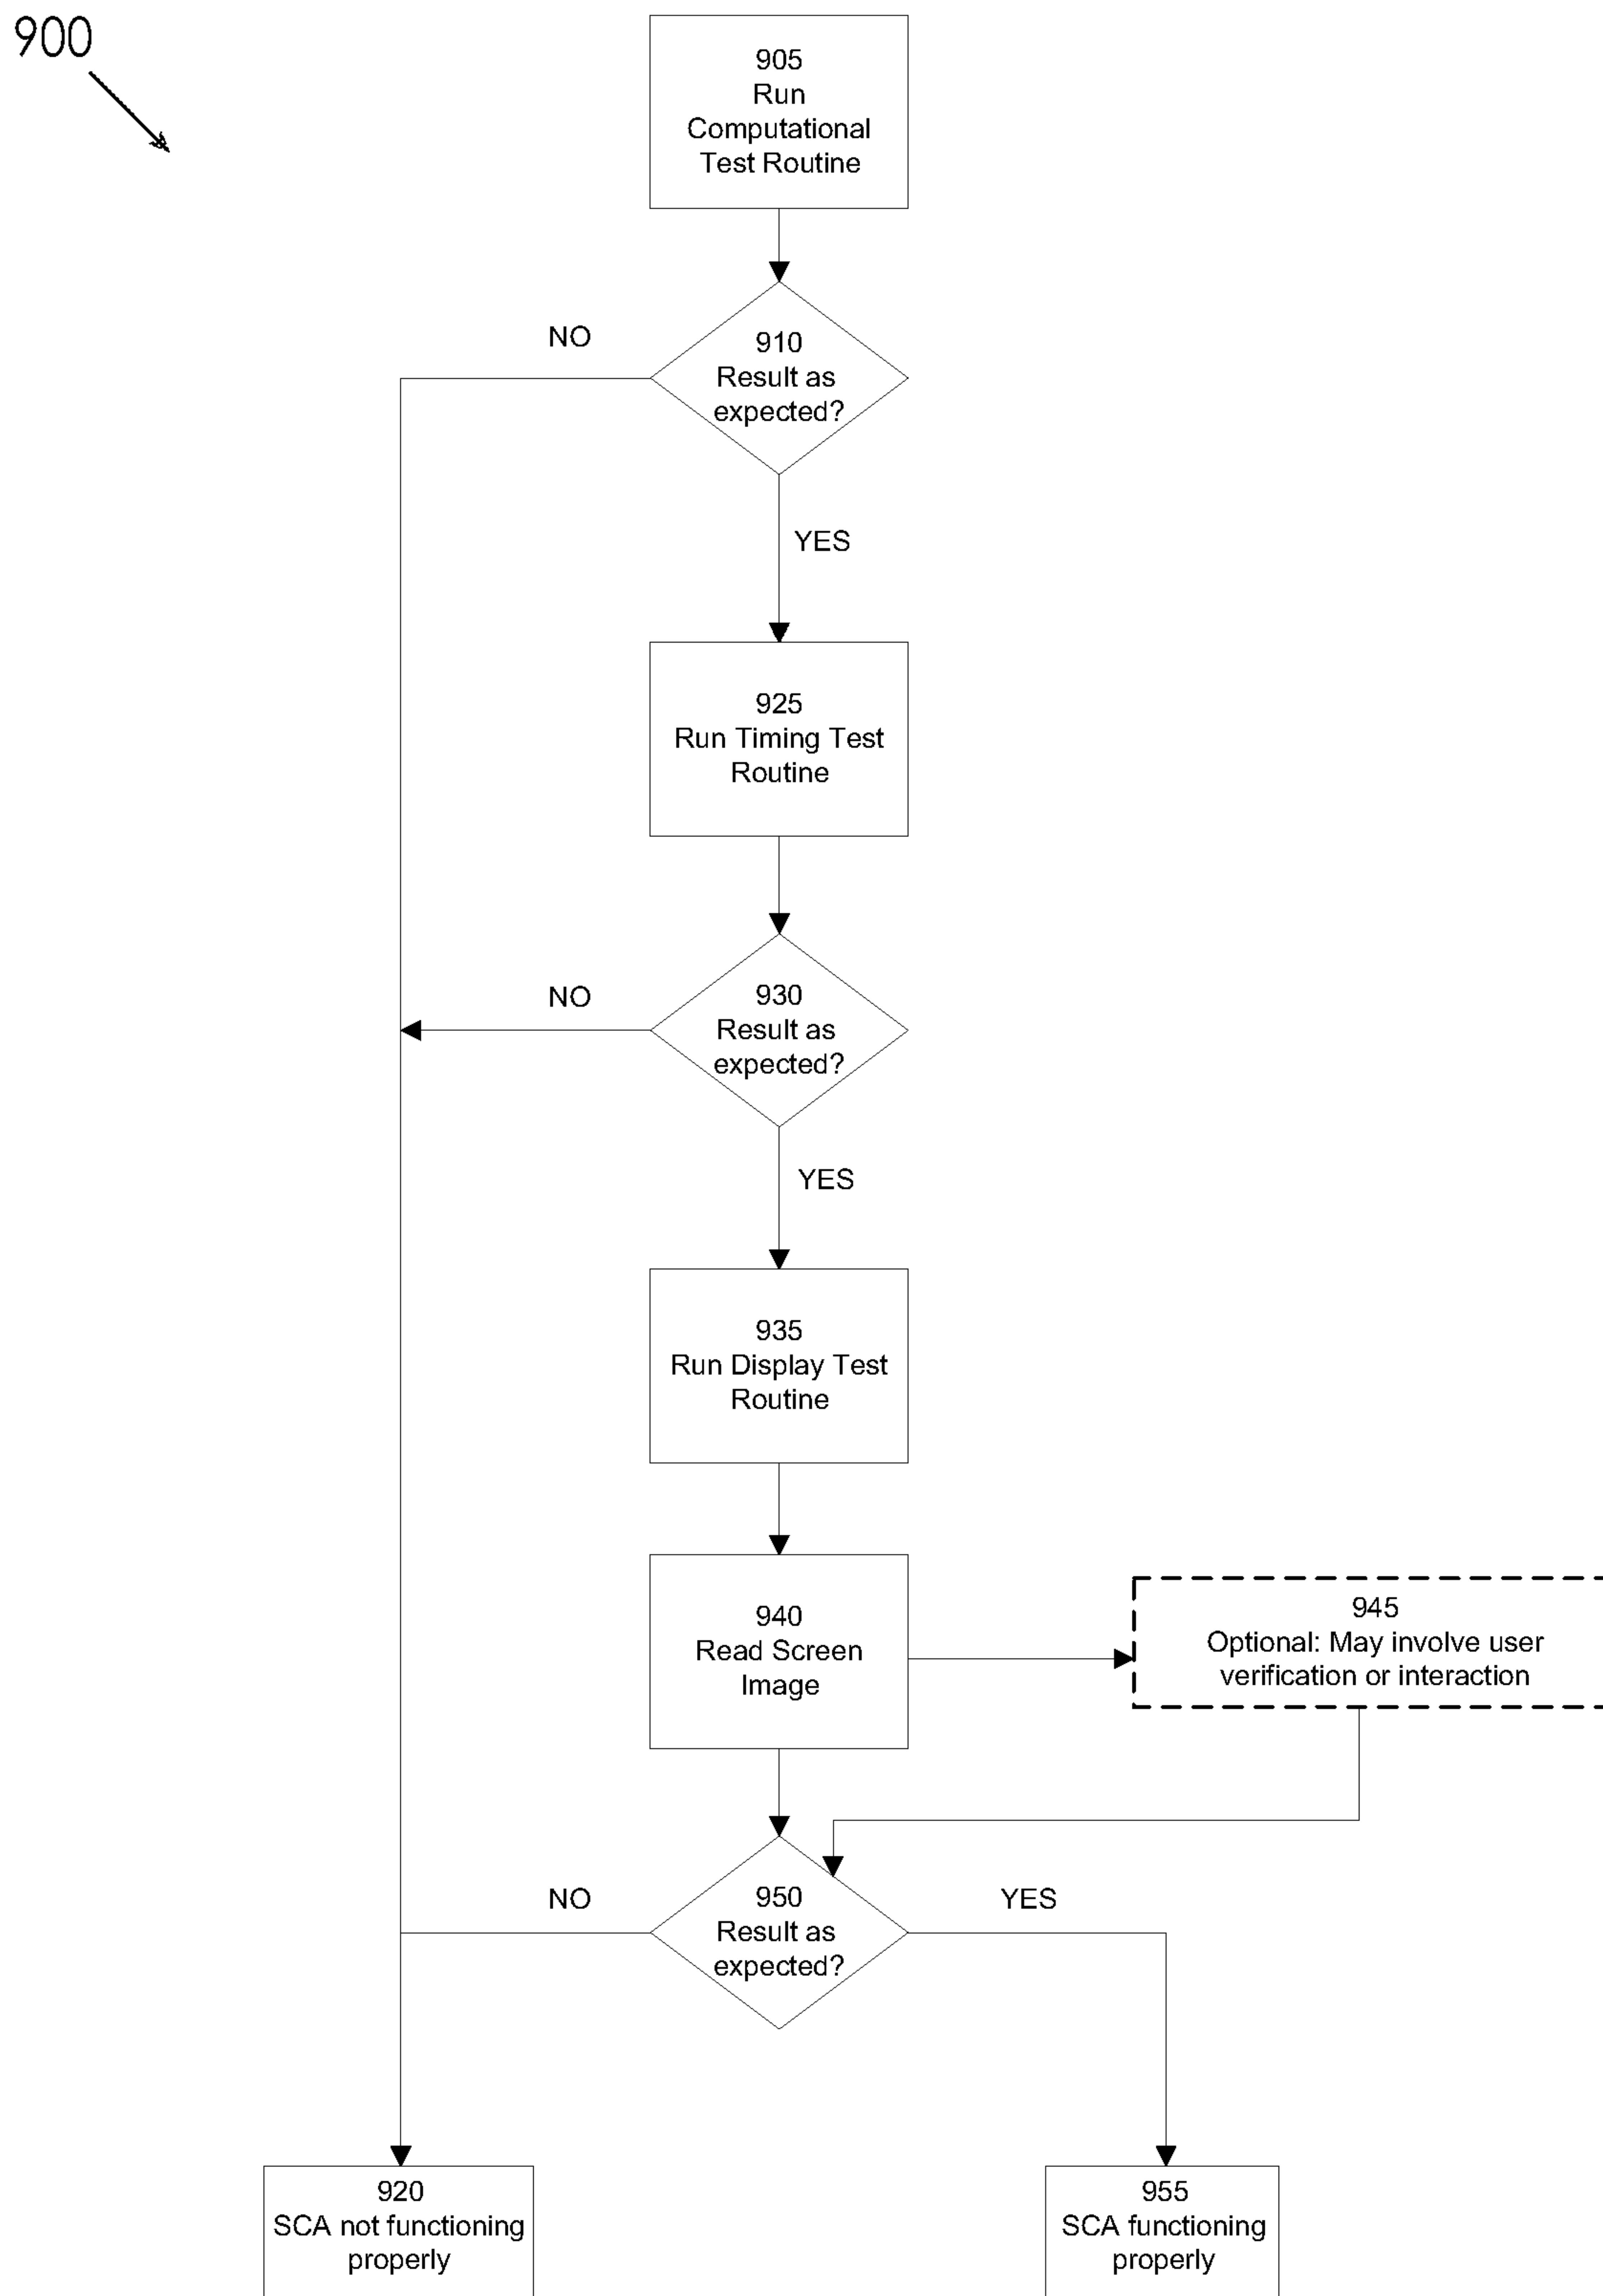 900
905
Run
Computational
Test Routine
NO
910
Result as
expected?
YES
925
Run Timing Test
Routine
NO
930
Result as
expected?
YES
935
Run Display Test
Routine
940
Read Screen
Image
945
Optional: May involve user
verification or interaction
NO
950
Result as
expected?
YES
920
SCA not functioning
properly
955
SCA functioning
properly